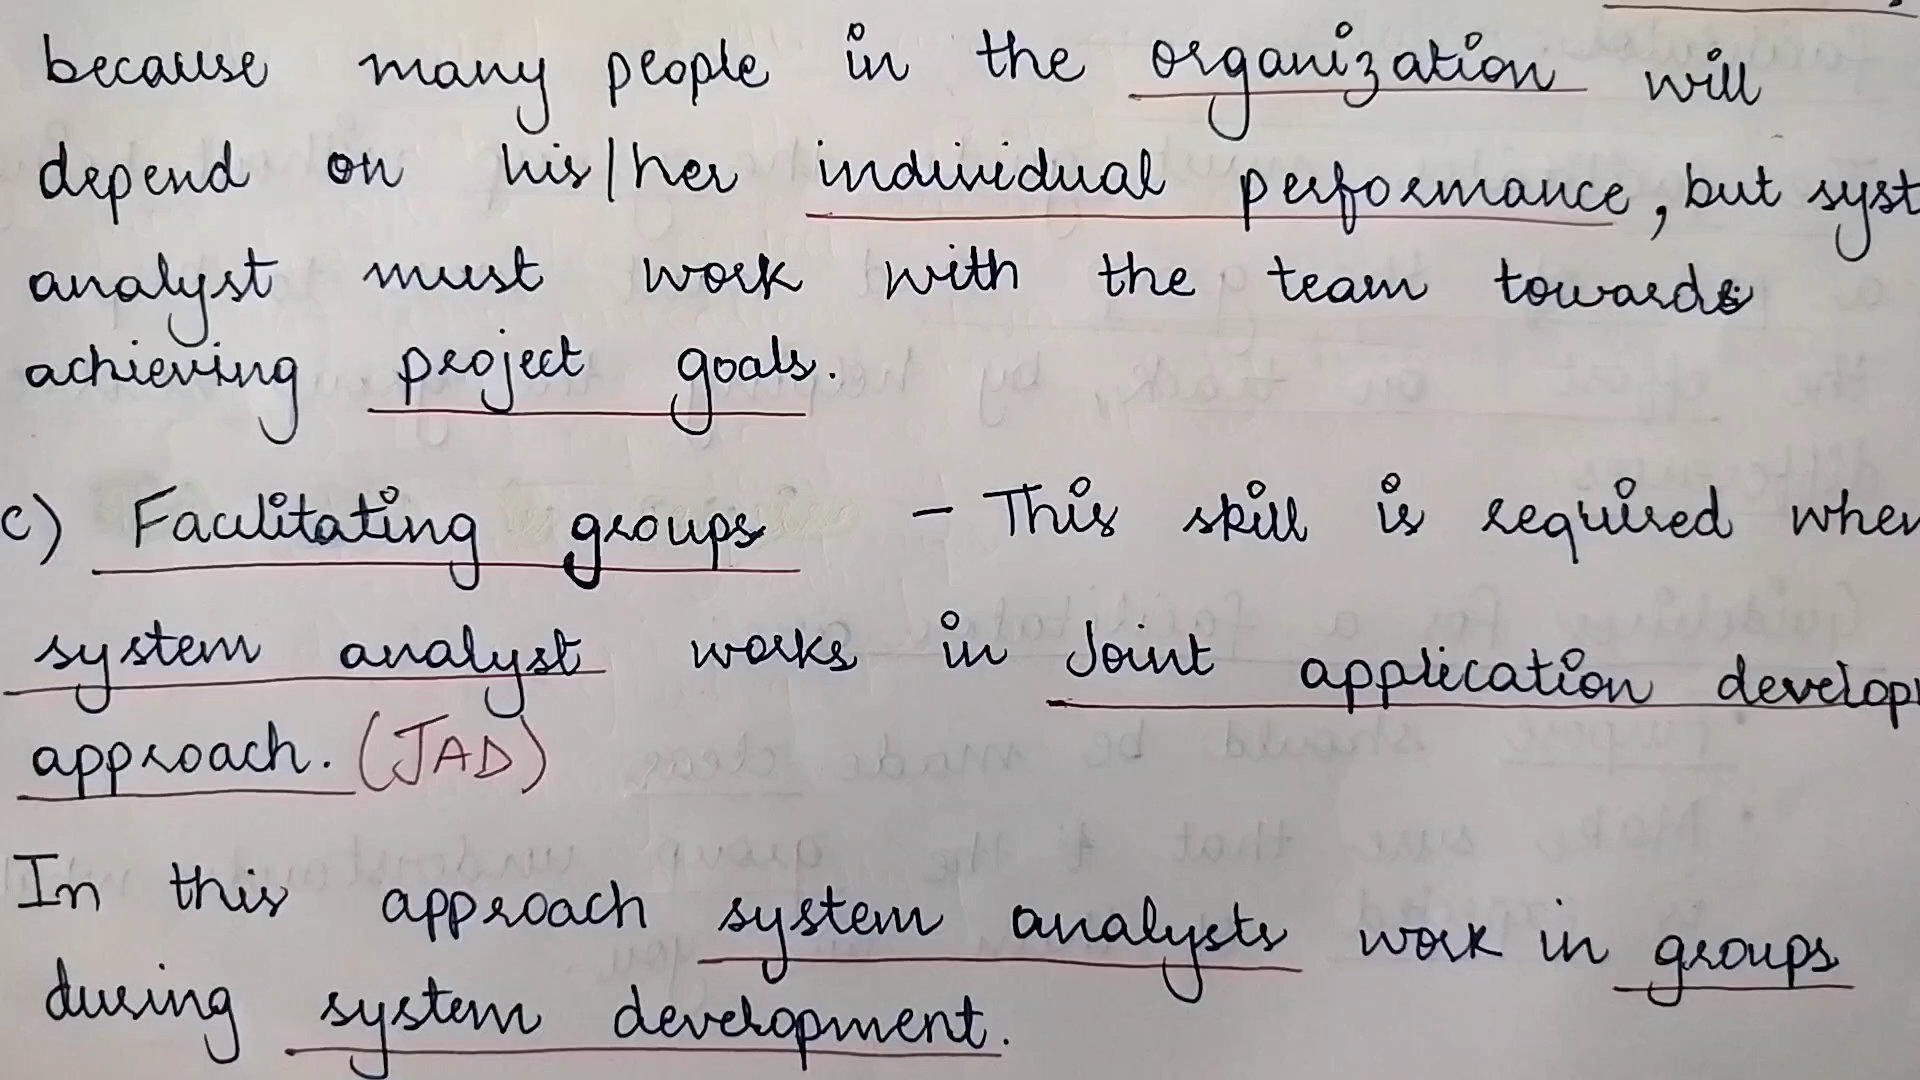 because many people in the organization will
depend on his/her individual performance, but syst
analyst must work with the team towards
achieving project goals.
c) Facilitating groups - This skill is required when
system analyst works in Joint application develop
approach. (JAD)
In this approach system analysts work in groups
during system development.